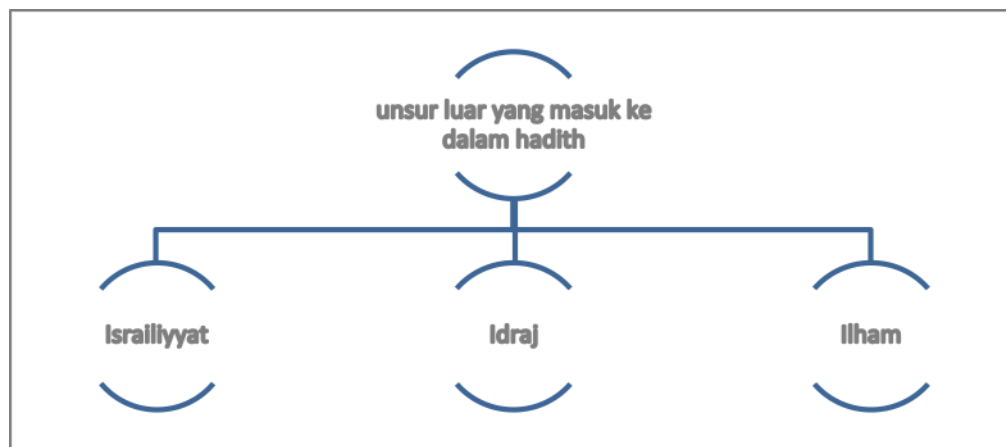 unsur luar yang masuk ke
dalam hadith
Israiliyyat
Idraj
Ilham